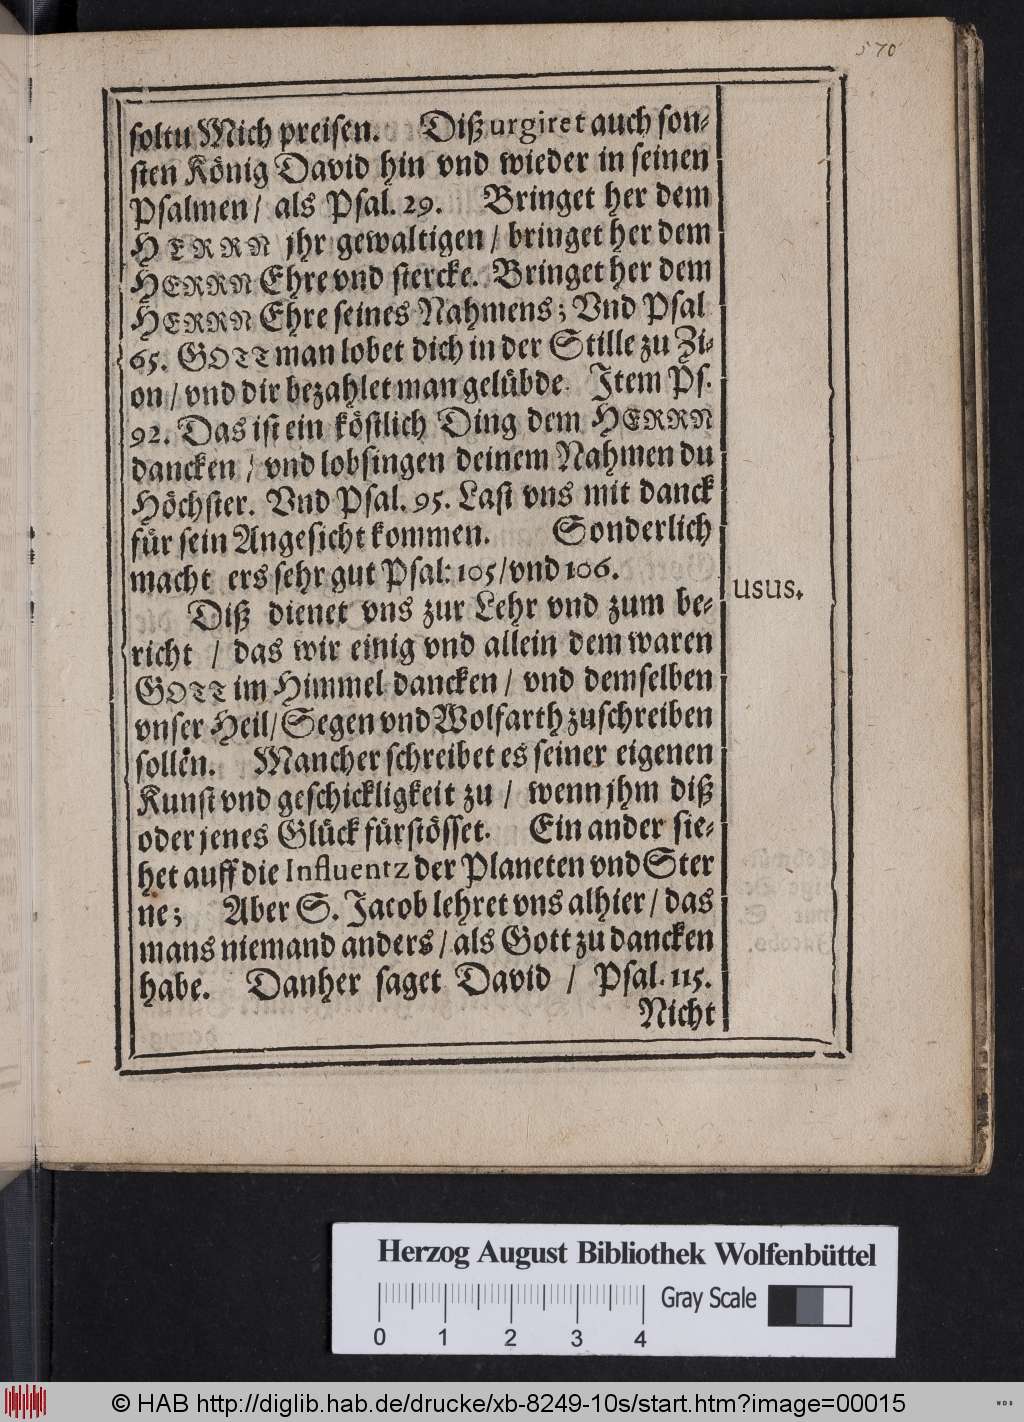 570
soltu Mich preisen. Diß urgiret auch son-
sten König David hin vnd wieder in seinen
Psalmen / als Psal. 29. Bringet her dem
HERRN jhr gewaltigen / bringet her dem
HERRN Ehre vnd stercke. Bringet her dem
HERRN Ehre seines Nahmens; Vnd Psal
65. GOTT man lobet dich in der Stille zu Zi-
on / vnd dir bezahlet man gelübde. Item Ps.
92. Das ist ein köstlich Ding dem HERRN
dancken / vnd lobsingen deinem Nahmen du
Höchster. Vnd Psal. 95. Last vns mit danck
für sein Angesicht kommen. Sonderlich
macht ers sehr gut Psal: 105 / vnd 106.
Diß dienet vns zur Lehr vnd zum be-
richt / das wir einig vnd allein dem waren
GOTT im Himmel dancken / vnd demselben
vnser Heil / Segen vnd Wolfarth zuschreiben
sollen. Mancher schreibet es seiner eigenen
Kunst vnd geschickligkeit zu / wenn jhm diß
oder jenes Glück fürstösset. Ein ander sie-
het auff die Influentz der Planeten vnd Ster
ne; Aber S. Jacob lehret vns alhier / das
mans niemand anders / als Gott zu dancken
habe. Danher saget David / Psal. 115.
Nicht
usus.
Herzog August Bibliothek Wolfenbüttel
0 1 2 3 4 Gray Scale
© HAB http://diglib.hab.de/drucke/xb-8249-10s/start.htm?image=00015